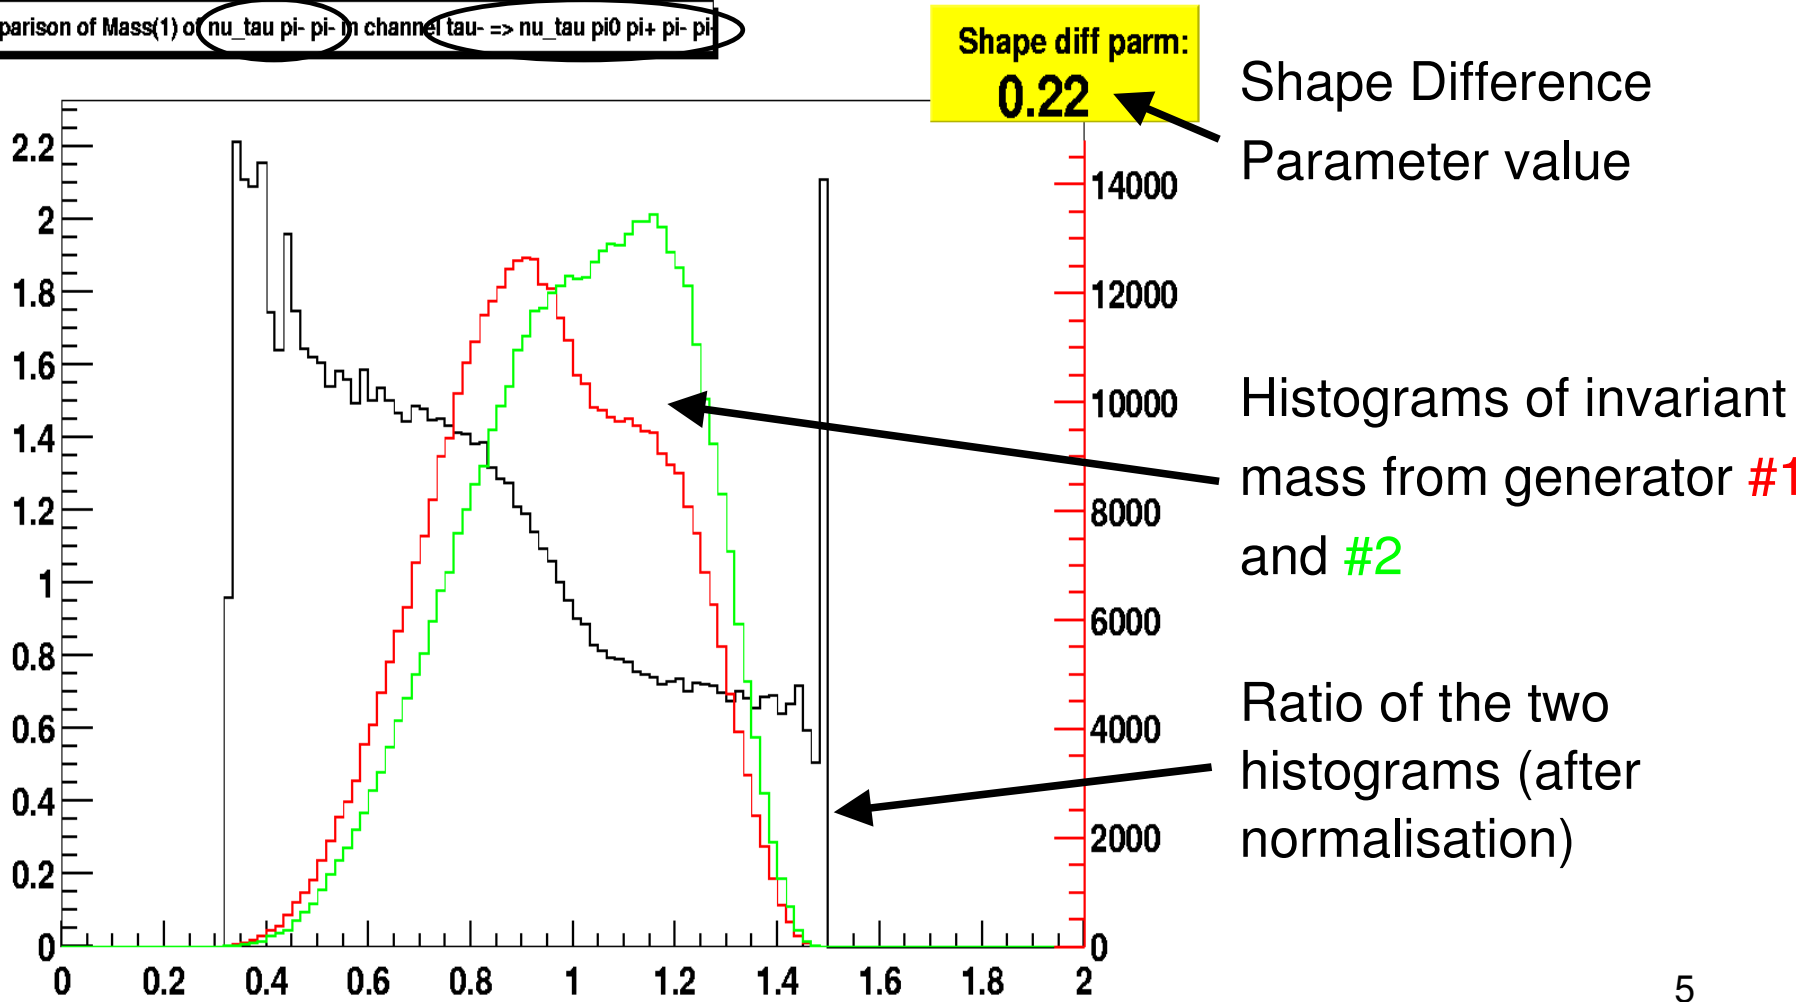 parison of Mass(1) of nu_tau pi- pi- in channel tau- => nu_tau pi0 pi+ pi- pi-
Shape diff parm:
0.22
Shape Difference
Parameter value
2.2
2
1.8
1.6
1.4
1.2
1
0.8
0.6
0.4
0.2
0
14000
12000
10000
8000
6000
4000
2000
0
Histograms of invariant
mass from generator #1
and #2
Ratio of the two
histograms (after
normalisation)
0 0.2 0.4 0.6 0.8 1 1.2 1.4 1.6 1.8 2
5